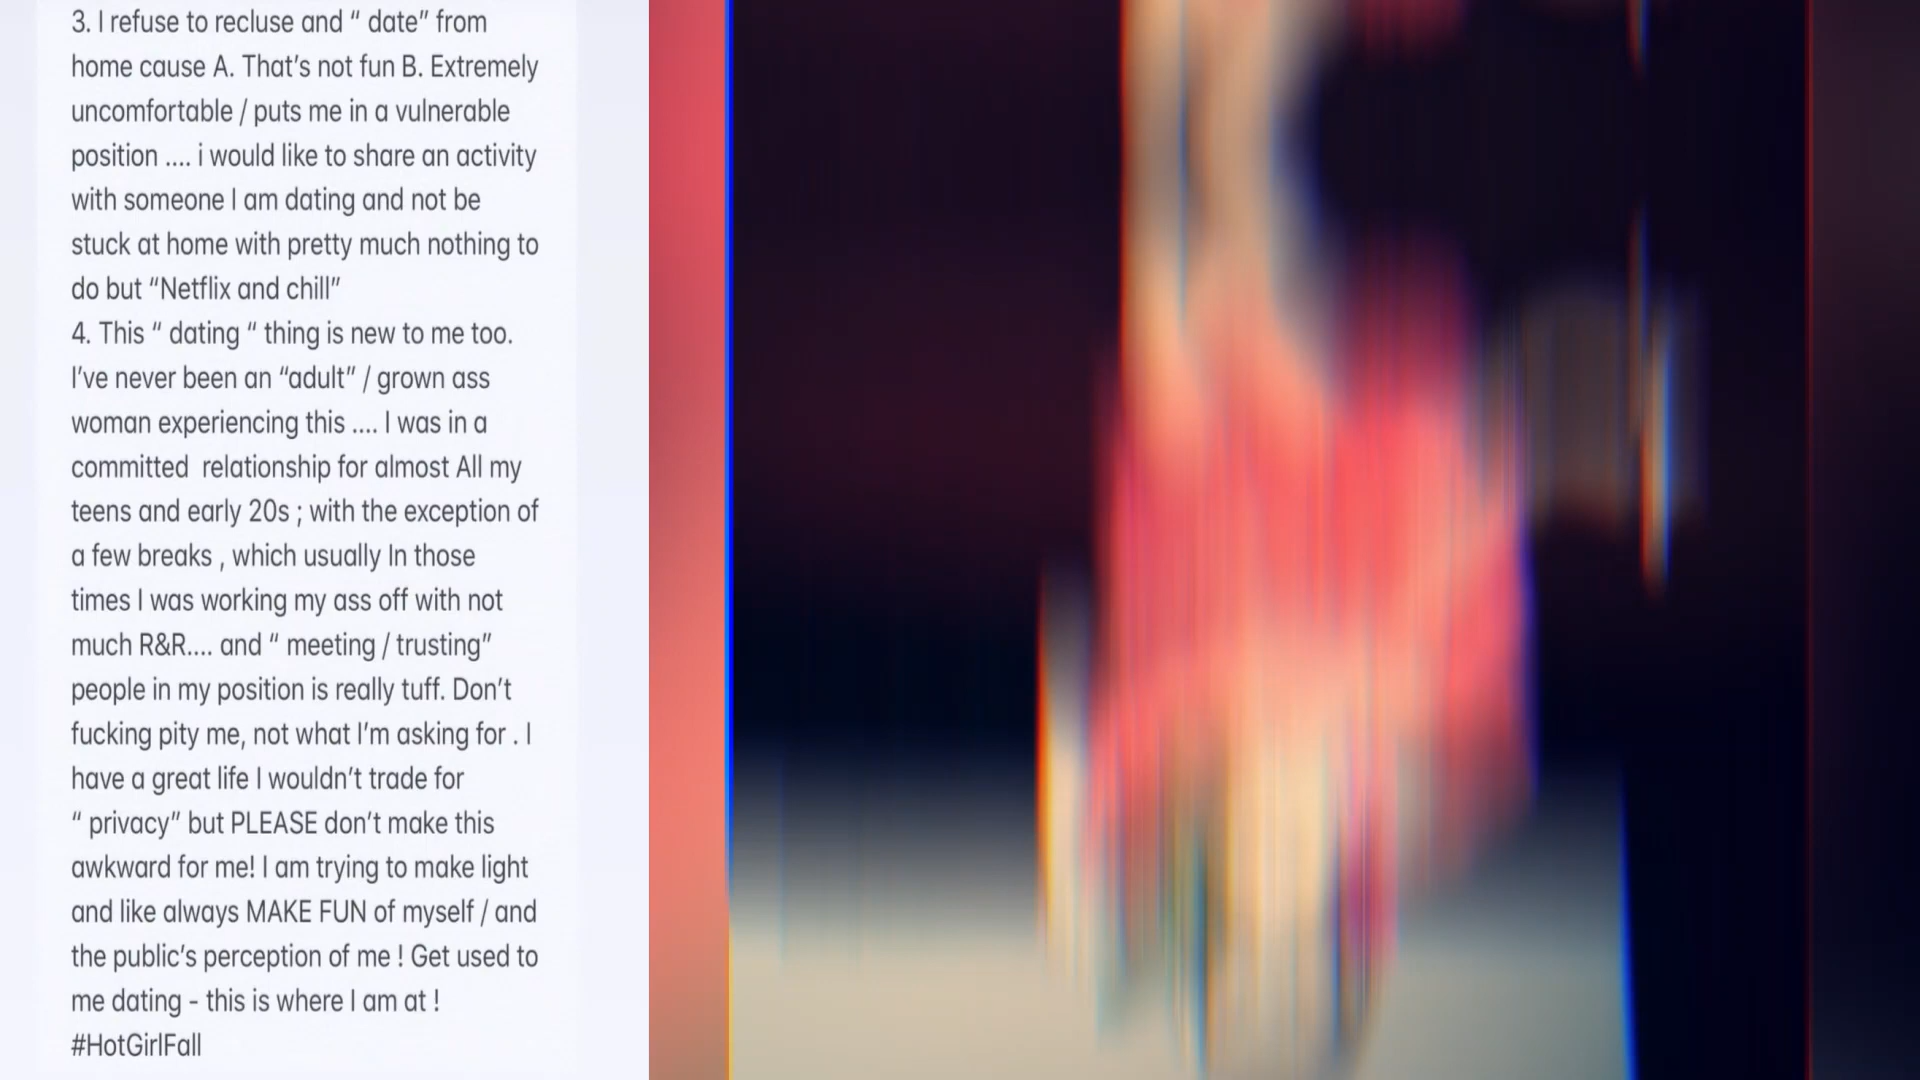 3. I refuse to recluse and “ date” from
home cause A. That’s not fun B. Extremely
uncomfortable / puts me in a vulnerable
position .... i would like to share an activity
with someone I am dating and not be
stuck at home with pretty much nothing to
do but “Netflix and chill”
4. This “ dating “ thing is new to me too.
I’ve never been an “adult” / grown ass
woman experiencing this .... I was in a
committed  relationship for almost All my
teens and early 20s ; with the exception of
a few breaks , which usually In those
times I was working my ass off with not
much R&R.... and “ meeting / trusting”
people in my position is really tuff. Don’t
fucking pity me, not what I’m asking for . I
have a great life I wouldn’t trade for
“ privacy” but PLEASE don’t make this
awkward for me! I am trying to make light
and like always MAKE FUN of myself / and
the public’s perception of me ! Get used to
me dating - this is where I am at !
#HotGirlFall